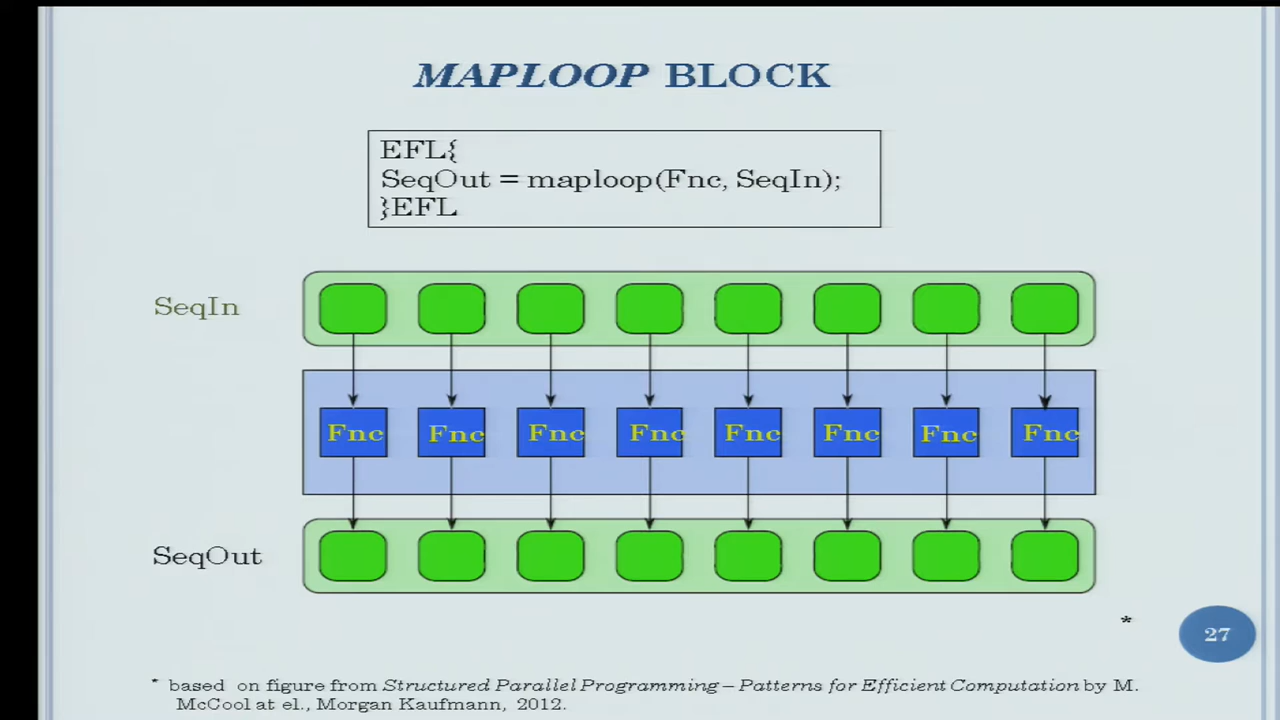 MAPLOOP BLOCK
EFL{
SeqOut = maploop(Fnc, SeqIn);
}EFL
SeqIn
Fnc Fnc Fnc Fnc Fnc Fnc Fnc Fnc
SeqOut
*
27
* based on figure from Structured Parallel Programming – Patterns for Efficient Computation by M.
McCool at el., Morgan Kaufmann, 2012.